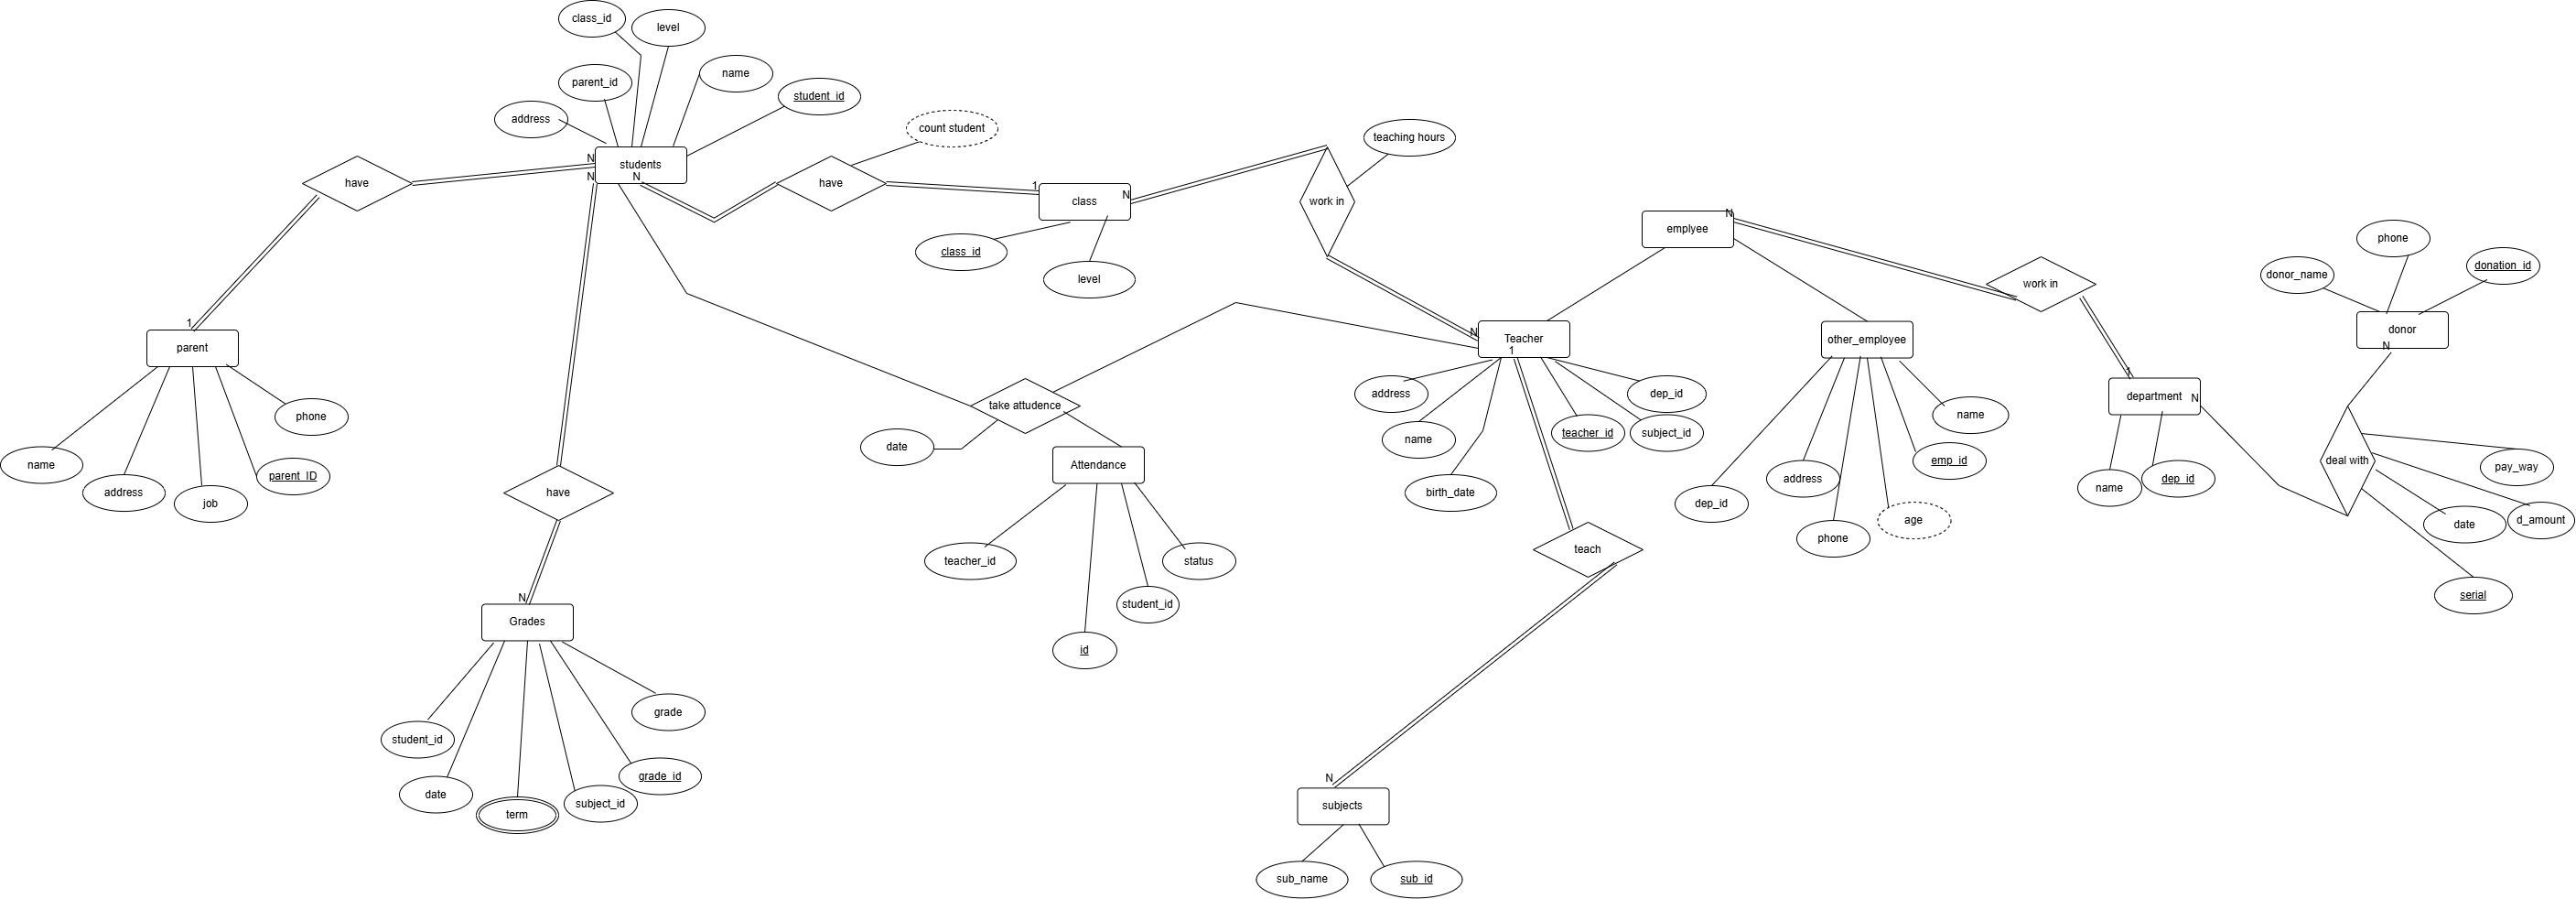 class_id
level
parent_id
name
student_id
address
count student
teaching hours
N
students
N
N
have
have
1
class
N
work in
class_id
level
N
emplyee
work in
phone
donor_name
donation_id
donor
N
1
parent
N
Teacher
1
other_employee
1
department
N
name
address
job
parent_ID
phone
take attudence
date
Attendance
teacher_id
id
student_id
status
address
name
birth_date
teacher_id
subject_id
dep_id
dep_id
address
phone
age
emp_id
name
name
dep_id
deal with
pay_way
d_amount
date
serial
have
teach
N
Grades
student_id
date
term
subject_id
grade_id
grade
N
subjects
sub_name
sub_id